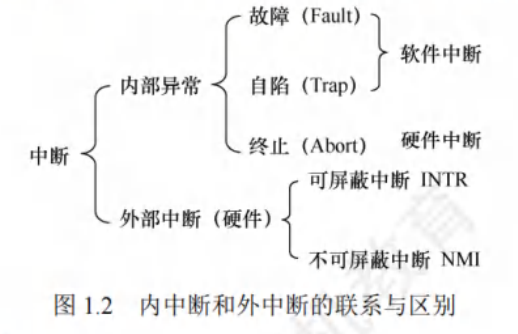 故障（Fault）
软件中断
内部异常
自陷（Trap）
中断
终止（Abort）
硬件中断
可屏蔽中断 INTR
外部中断（硬件）
不可屏蔽中断 NMI
图 1.2 内中断和外中断的联系与区别